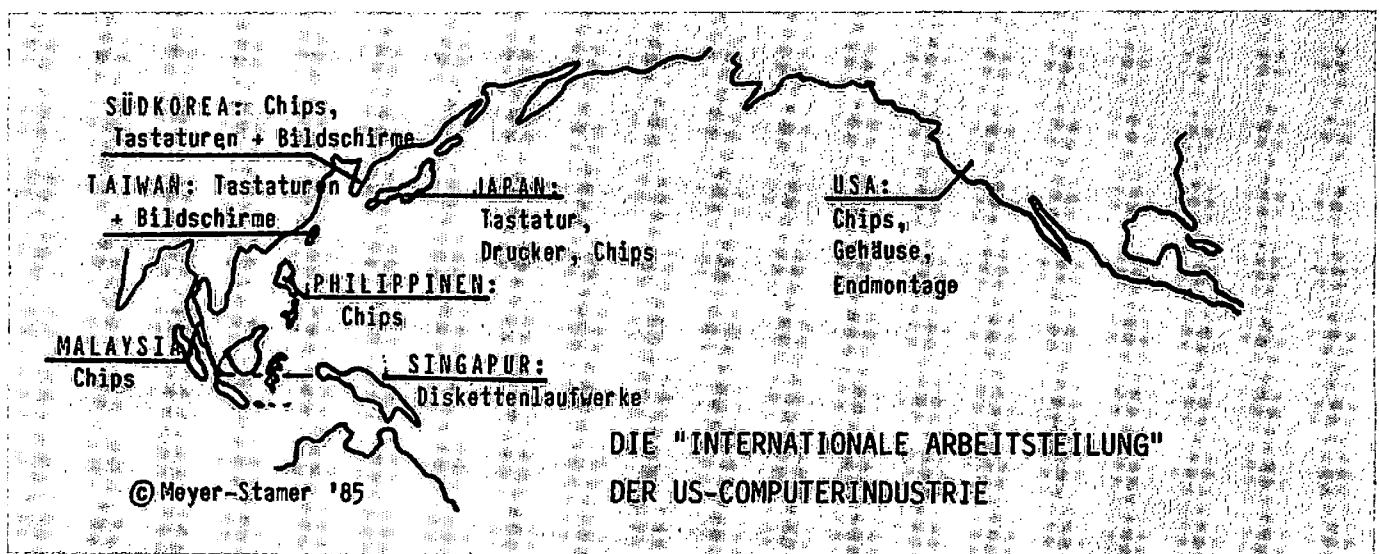 SÜDKOREA: Chips,
Tastaturen + Bildschirme
TAIWAN: Tastaturen
+ Bildschirme
JAPAN:
Tastatur,
Drucker, Chips
USA:
Chips,
Gehäuse,
Endmontage
PHILIPPINEN:
Chips
MALAYSIA
Chips
SINGAPUR:
Diskettenlaufwerke
DIE "INTERNATIONALE ARBEITSTEILUNG"
DER US-COMPUTERINDUSTRIE
© Meyer-Stamer '85